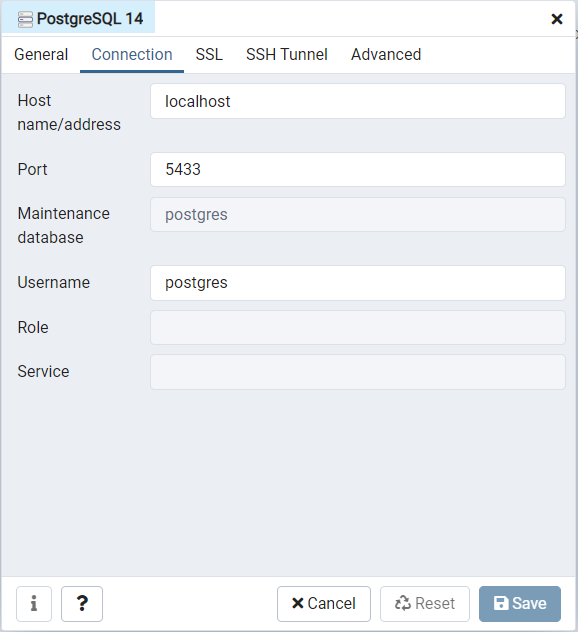 PostgreSQL 14
General Connection SSL SSH Tunnel Advanced
Host
name/address
localhost
Port
5433
Maintenance
database
postgres
Username
postgres
Role
Service
i ? Cancel Reset Save